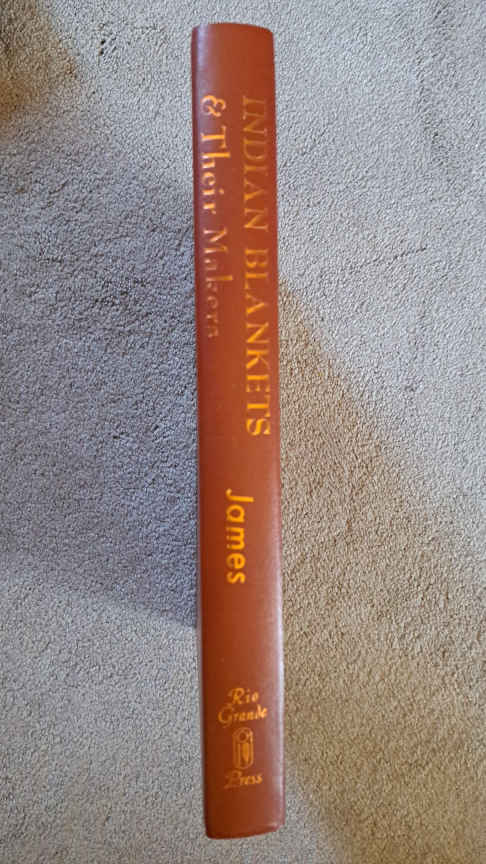 INDIAN BLANKETS
& Their Makers
James
Rio
Grande
Press